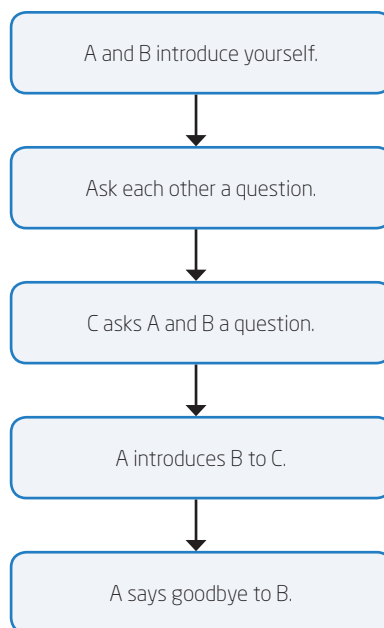 A and B introduce yourself.
Ask each other a question.
C asks A and B a question.
A introduces B to C.
A says goodbye to B.